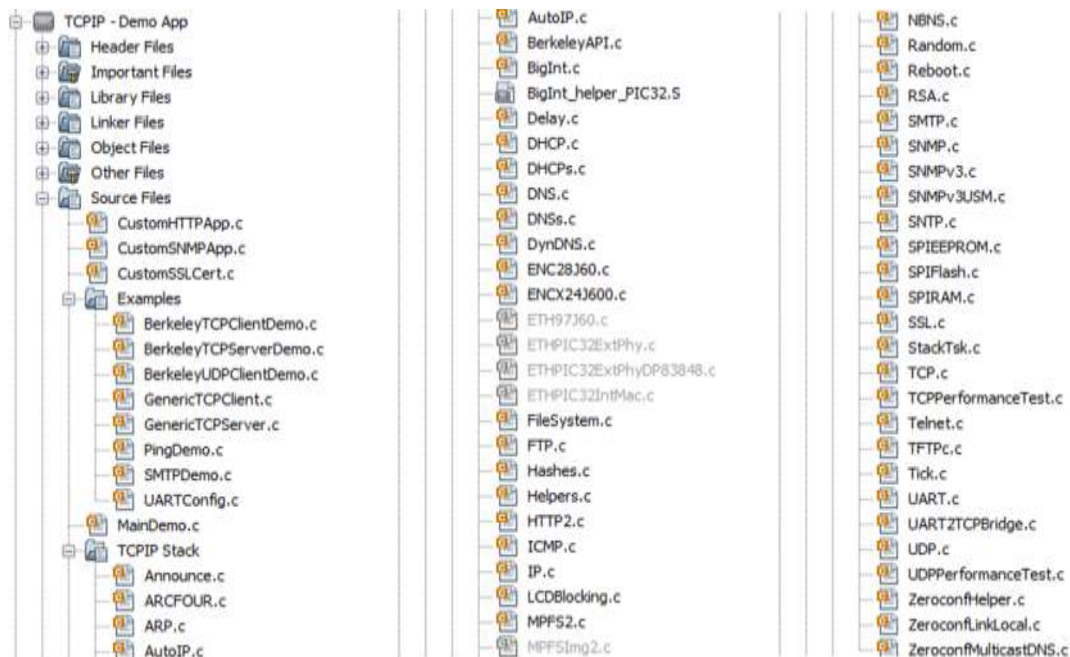 TCPIP - Demo App
Header Files
Important Files
Library Files
Linker Files
Object Files
Other Files
Source Files
CustomHTTPApp.c
CustomSNMPApp.c
CustomSSLCert.c
Examples
BerkeleyTCPClientDemo.c
BerkeleyTCPServerDemo.c
BerkeleyUDPClientDemo.c
GenericTCPClient.c
GenericTCPServer.c
PingDemo.c
SMTPDemo.c
UARTConfig.c
MainDemo.c
TCPIP Stack
Announce.c
ARCFOUR.c
ARP.c
AutoIP.c
AutoIP.c
BerkeleyAPI.c
BigInt.c
BigInt_helper_PIC32.S
Delay.c
DHCP.c
DHCPs.c
DNS.c
DNSs.c
DynDNS.c
ENC28J60.c
ENCX24J600.c
ETH97J60.c
ETHPIC32ExtPhy.c
ETHPIC32ExtPhyDP83848.c
ETHPIC32IntMac.c
FileSystem.c
FTP.c
Hashes.c
Helpers.c
HTTP2.c
ICMP.c
IP.c
LCDBlocking.c
MPFS2.c
MPFSImg2.c
NBNS.c
Random.c
Reboot.c
RSA.c
SMTP.c
SNMP.c
SNMPv3.c
SNMPv3USM.c
SNTP.c
SPIEEPROM.c
SPIFlash.c
SPIRAM.c
SSL.c
StackTsk.c
TCP.c
TCPPerformanceTest.c
Telnet.c
TFTPc.c
Tick.c
UART.c
UART2TCPBridge.c
UDP.c
UDPPerformanceTest.c
ZeroconfHelper.c
ZeroconfLinkLocal.c
ZeroconfMulticastDNS.c